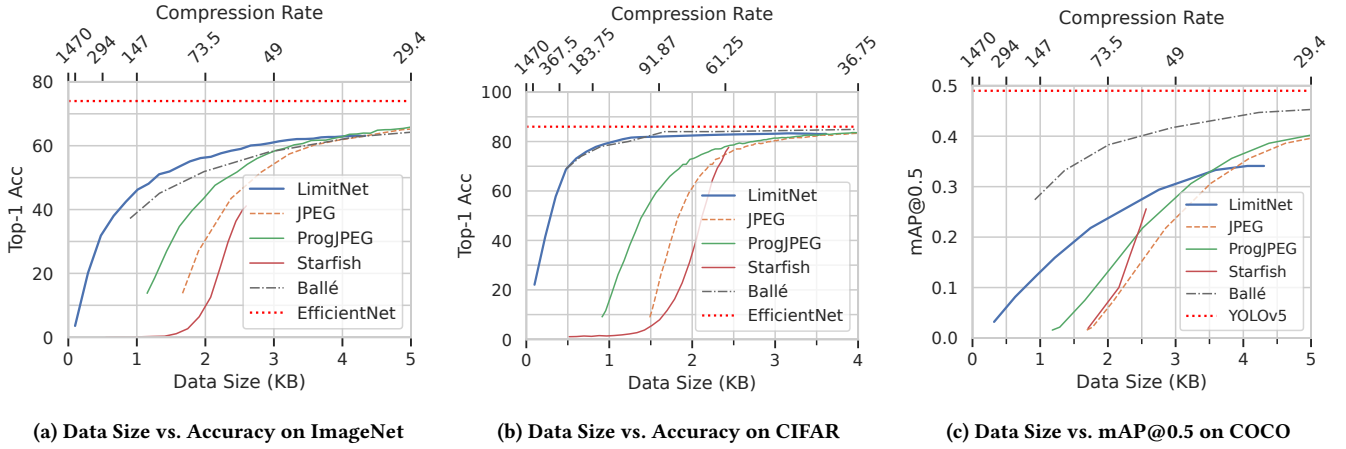 Compression Rate
1470 294 147 73.5 49 29.4
Top-1 Acc
80
60
40
20
0
LimitNet
JPEG
ProgJPEG
Starfish
Ballé
EfficientNet
0 1 2 3 4 5
Data Size (KB)
(a) Data Size vs. Accuracy on ImageNet
Compression Rate
1470 367.5 183.75 91.87 61.25 36.75
Top-1 Acc
100
80
60
40
20
0
LimitNet
JPEG
ProgJPEG
Starfish
Ballé
EfficientNet
0 1 2 3 4
Data Size (KB)
(b) Data Size vs. Accuracy on CIFAR
Compression Rate
1470 294 147 73.5 49 29.4
mAP@0.5
0.5
0.4
0.3
0.2
0.1
0.0
LimitNet
JPEG
ProgJPEG
Starfish
Ballé
YOLOv5
0 1 2 3 4 5
Data Size (KB)
(c) Data Size vs. mAP@0.5 on COCO